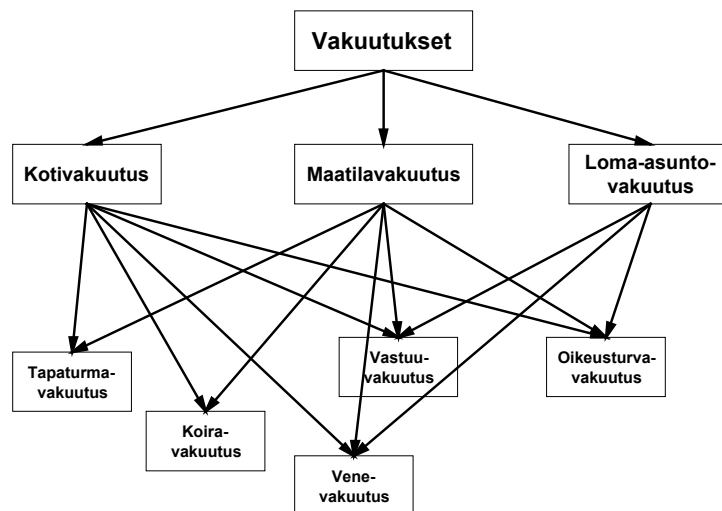 Vakuutukset
Kotivakuutus
Maatilavakuutus
Loma-asunto-
vakuutus
Tapaturma-
vakuutus
Koira-
vakuutus
Vene-
vakuutus
Vastuu-
vakuutus
Oikeusturva-
vakuutus